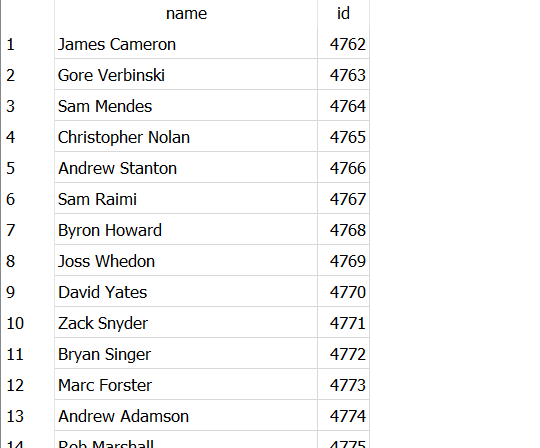 name id
1 James Cameron 4762
2 Gore Verbinski 4763
3 Sam Mendes 4764
4 Christopher Nolan 4765
5 Andrew Stanton 4766
6 Sam Raimi 4767
7 Byron Howard 4768
8 Joss Whedon 4769
9 David Yates 4770
10 Zack Snyder 4771
11 Bryan Singer 4772
12 Marc Forster 4773
13 Andrew Adamson 4774
14 Rob Marshall 4775